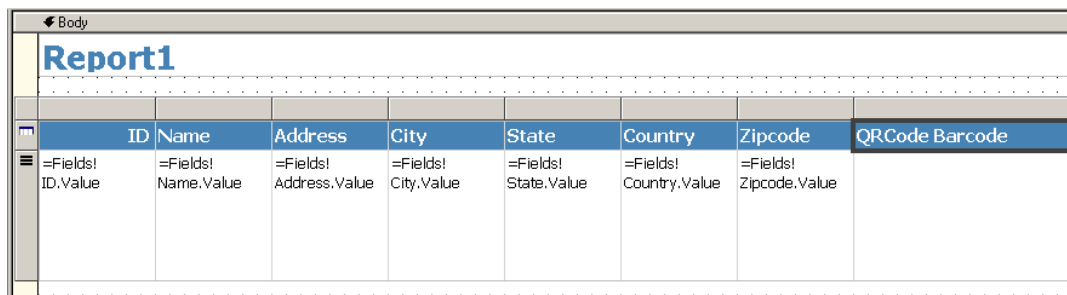 Body
Report1
ID Name Address City State Country Zipcode QRCode Barcode
=Fields! =Fields! =Fields! =Fields! =Fields! =Fields! =Fields!
ID.Value Name.Value Address.Value City.Value State.Value Country.Value Zipcode.Value